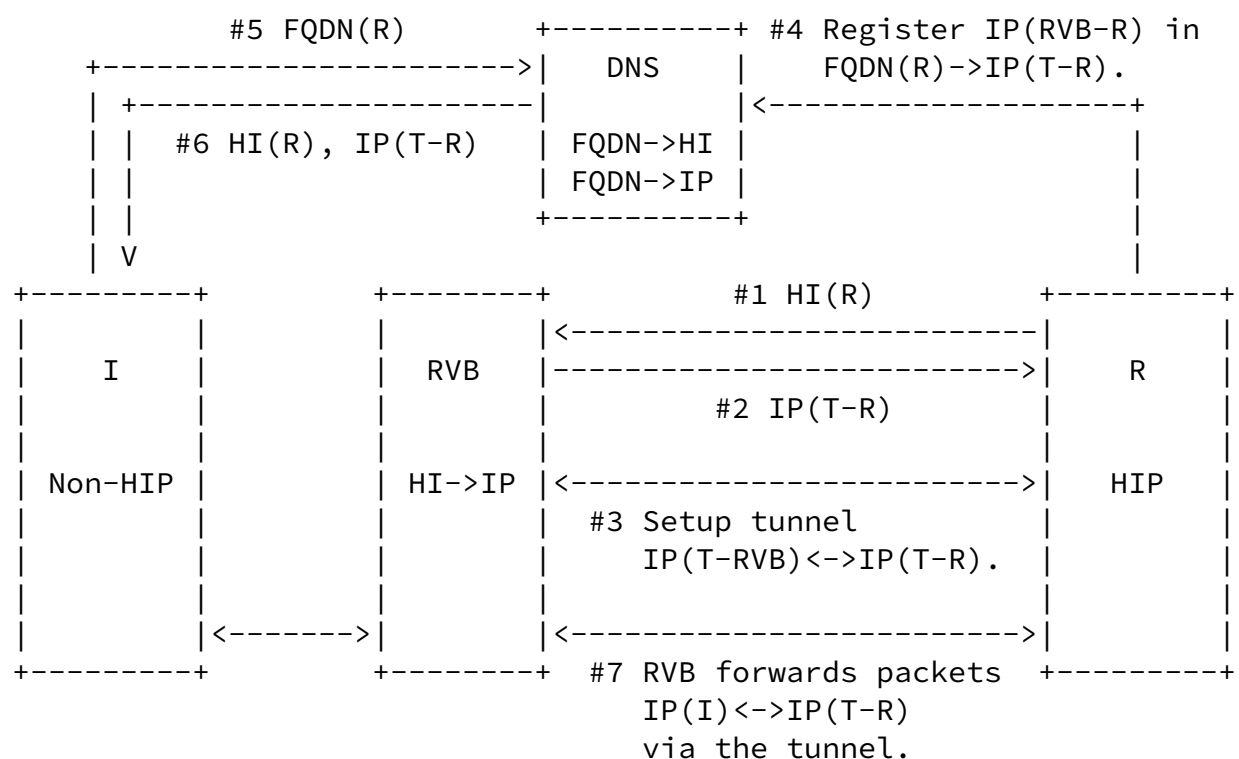 #5 FQDN(R)
#4 Register IP(RVB-R) in
DNS
FQDN(R)->IP(T-R).
#6 HI(R), IP(T-R)
FQDN->HI
FQDN->IP
#1 HI(R)
I
RVB
R
#2 IP(T-R)
Non-HIP
HI->IP
HIP
#3 Setup tunnel
IP(T-RVB)<->IP(T-R).
#7 RVB forwards packets
IP(I)<->IP(T-R)
via the tunnel.